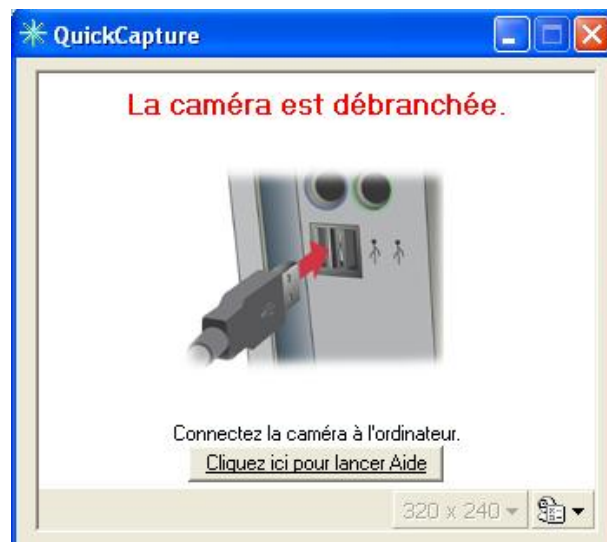 QuickCapture
La caméra est débranchée.
Connectez la caméra à l'ordinateur.
Cliquez ici pour lancer Aide
320 x 240